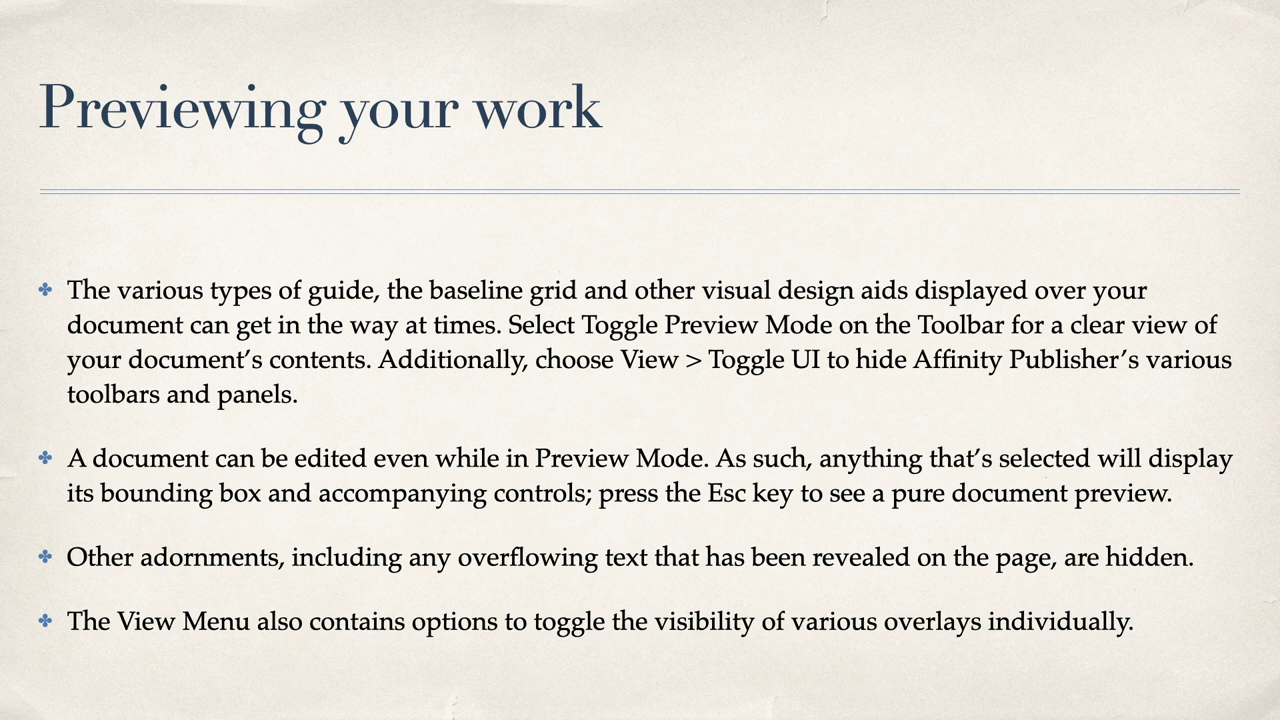 Previewing your work
✤ The various types of guide, the baseline grid and other visual design aids displayed over your
document can get in the way at times. Select Toggle Preview Mode on the Toolbar for a clear view of
your document’s contents. Additionally, choose View > Toggle UI to hide Affinity Publisher’s various
toolbars and panels.
✤ A document can be edited even while in Preview Mode. As such, anything that’s selected will display
its bounding box and accompanying controls; press the Esc key to see a pure document preview.
✤ Other adornments, including any overflowing text that has been revealed on the page, are hidden.
✤ The View Menu also contains options to toggle the visibility of various overlays individually.